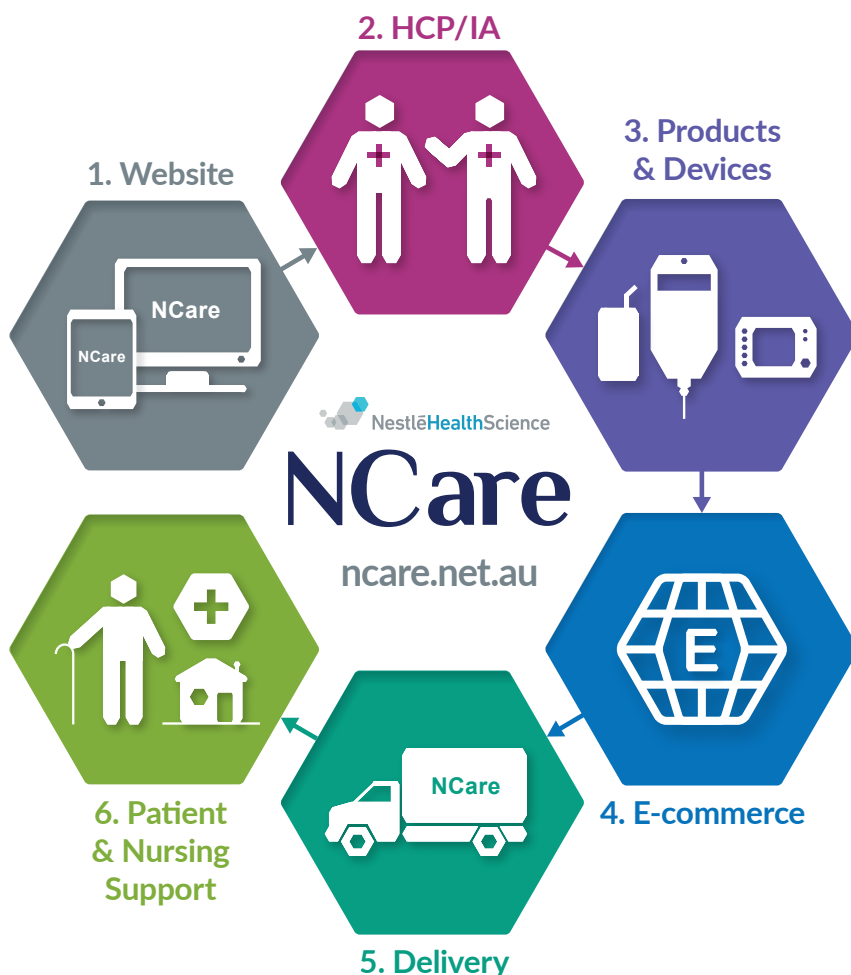 2. HCP/IA
3. Products
& Devices
1. Website
NCare
NCare
NestléHealthScience
NCare
ncare.net.au
E
4. E-commerce
NCare
6. Patient
& Nursing
Support
5. Delivery